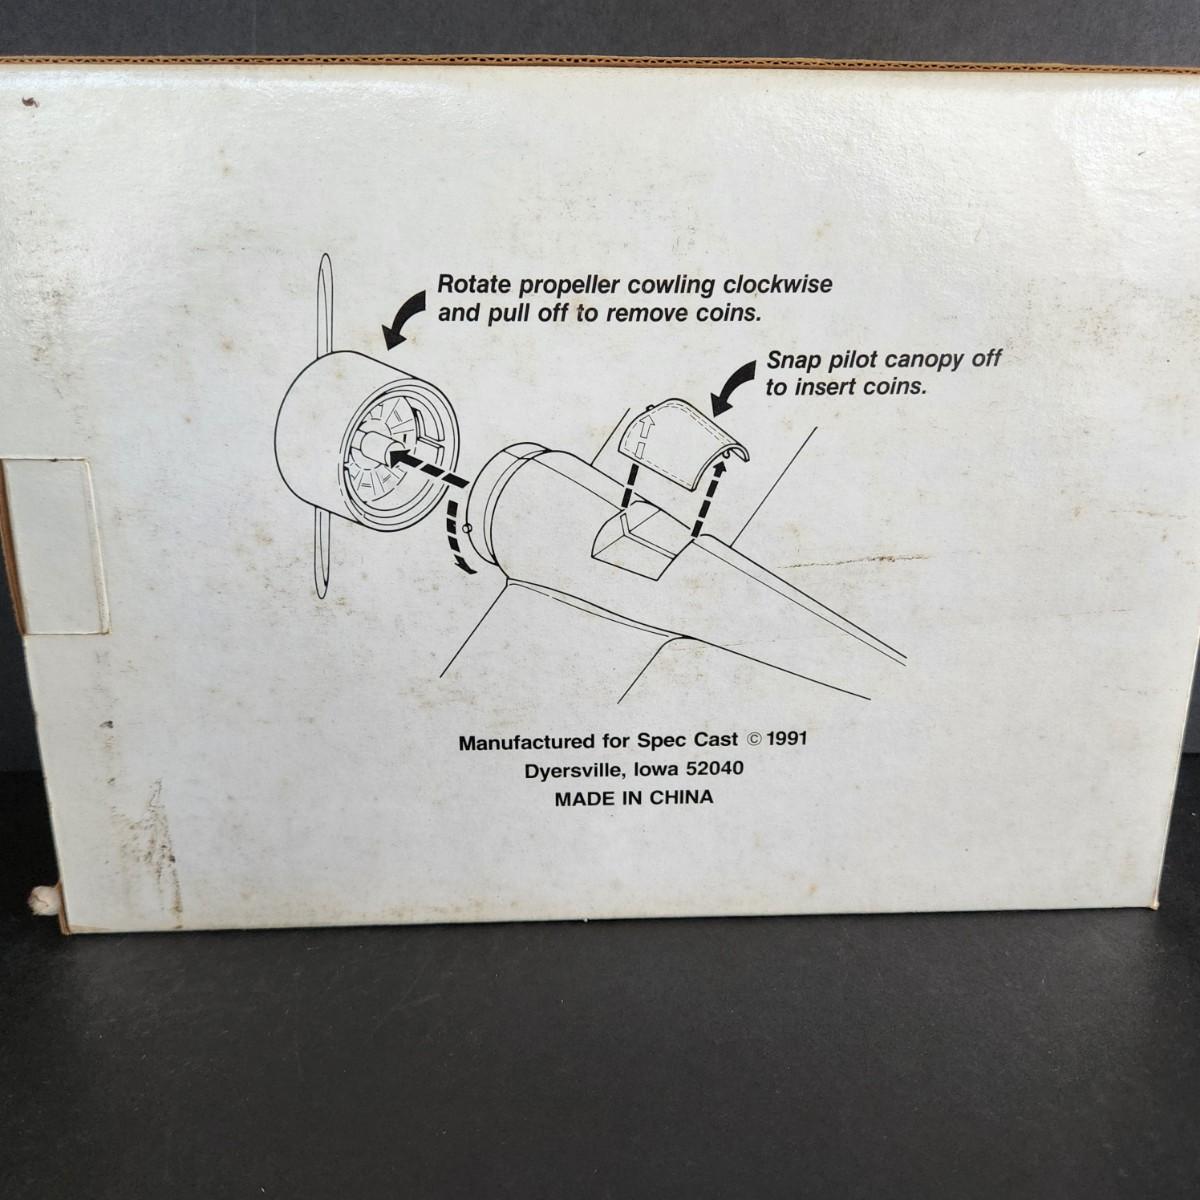 Rotate propeller cowling clockwise
and pull off to remove coins.
Snap pilot canopy off
to insert coins.
Manufactured for Spec Cast © 1991
Dyersville, Iowa 52040
MADE IN CHINA